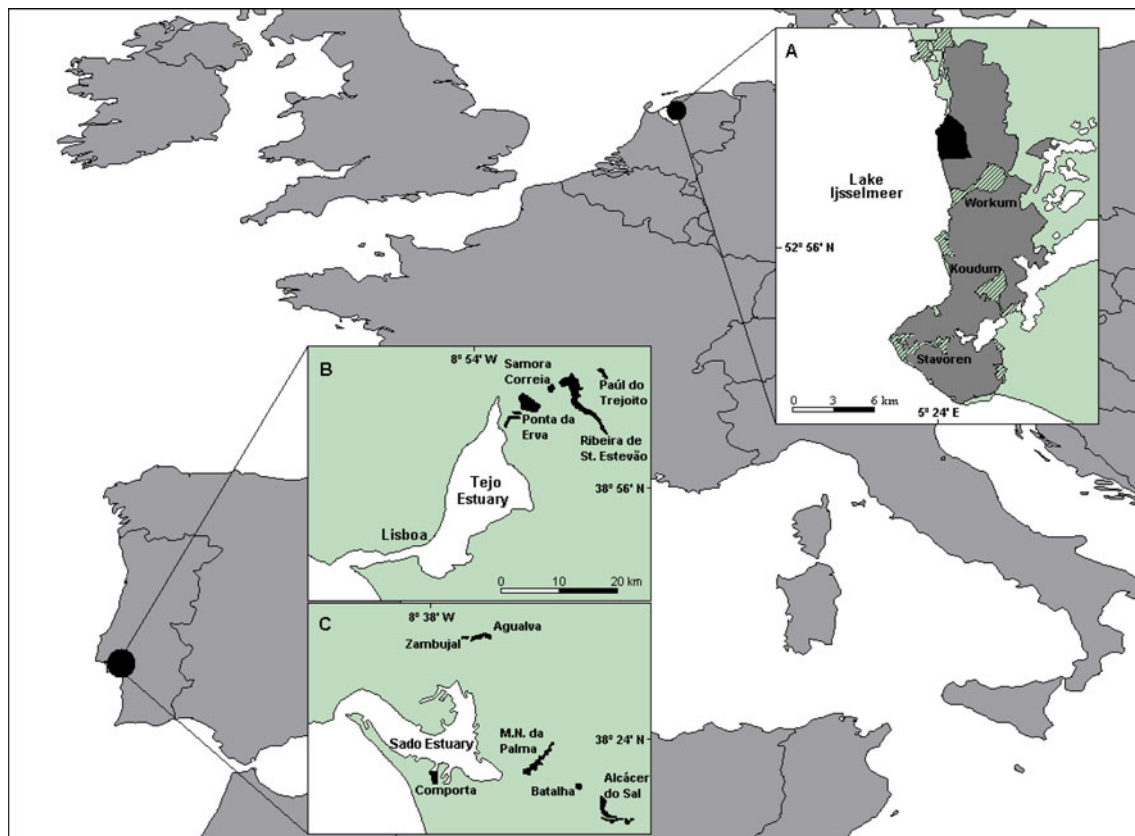 A
Lake
Ijsselmeer
Workum
52° 56' N
Koudum
Stavoren
0 3 6 km
5° 24' E
B
8° 54' W
Samora
Correia
Paúl do
Trejoito
Ponta da
Erva
Ribeira de
St. Estevão
Tejo
Estuary
38° 56' N
Lisboa
0 10 20 km
C
8° 38' W
Agualva
Zambujal
M.N. da
Palma
38° 24' N
Sado Estuary
Comporta
Batalha
Alcácer
do Sal